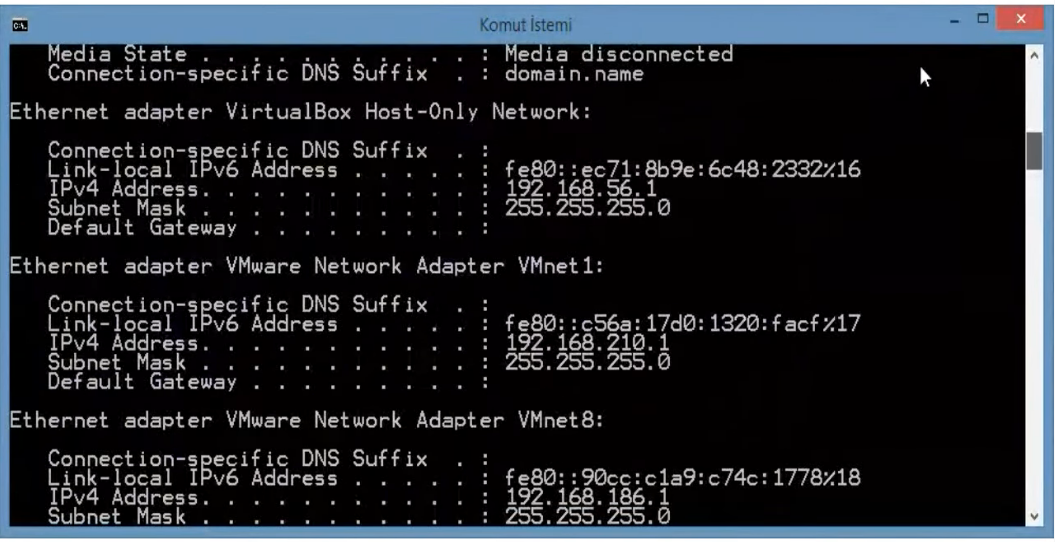 Komut İstemi
Media State . . . . . . . . . . . : Media disconnected
Connection-specific DNS Suffix  . : domain.name
Ethernet adapter VirtualBox Host-Only Network:
Connection-specific DNS Suffix  . :
Link-local IPv6 Address . . . . . : fe80::ec71:8b9e:6c48:2332%16
IPv4 Address. . . . . . . . . . . : 192.168.56.1
Subnet Mask . . . . . . . . . . . : 255.255.255.0
Default Gateway . . . . . . . . . :
Ethernet adapter VMware Network Adapter VMnet1:
Connection-specific DNS Suffix  . :
Link-local IPv6 Address . . . . . : fe80::c56a:17d0:1320:facf%17
IPv4 Address. . . . . . . . . . . : 192.168.210.1
Subnet Mask . . . . . . . . . . . : 255.255.255.0
Default Gateway . . . . . . . . . :
Ethernet adapter VMware Network Adapter VMnet8:
Connection-specific DNS Suffix  . :
Link-local IPv6 Address . . . . . : fe80::90cc:c1a9:c74c:1778%18
IPv4 Address. . . . . . . . . . . : 192.168.186.1
Subnet Mask . . . . . . . . . . . : 255.255.255.0